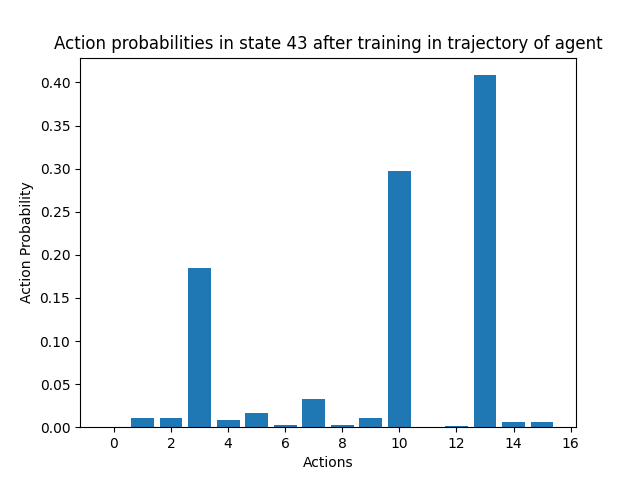 Action probabilities in state 43 after training in trajectory of agent
0.40
0.35
0.30
0.25
0.20
0.15
0.10
0.05
0.00
Action Probability
0 2 4 6 8 10 12 14 16
Actions